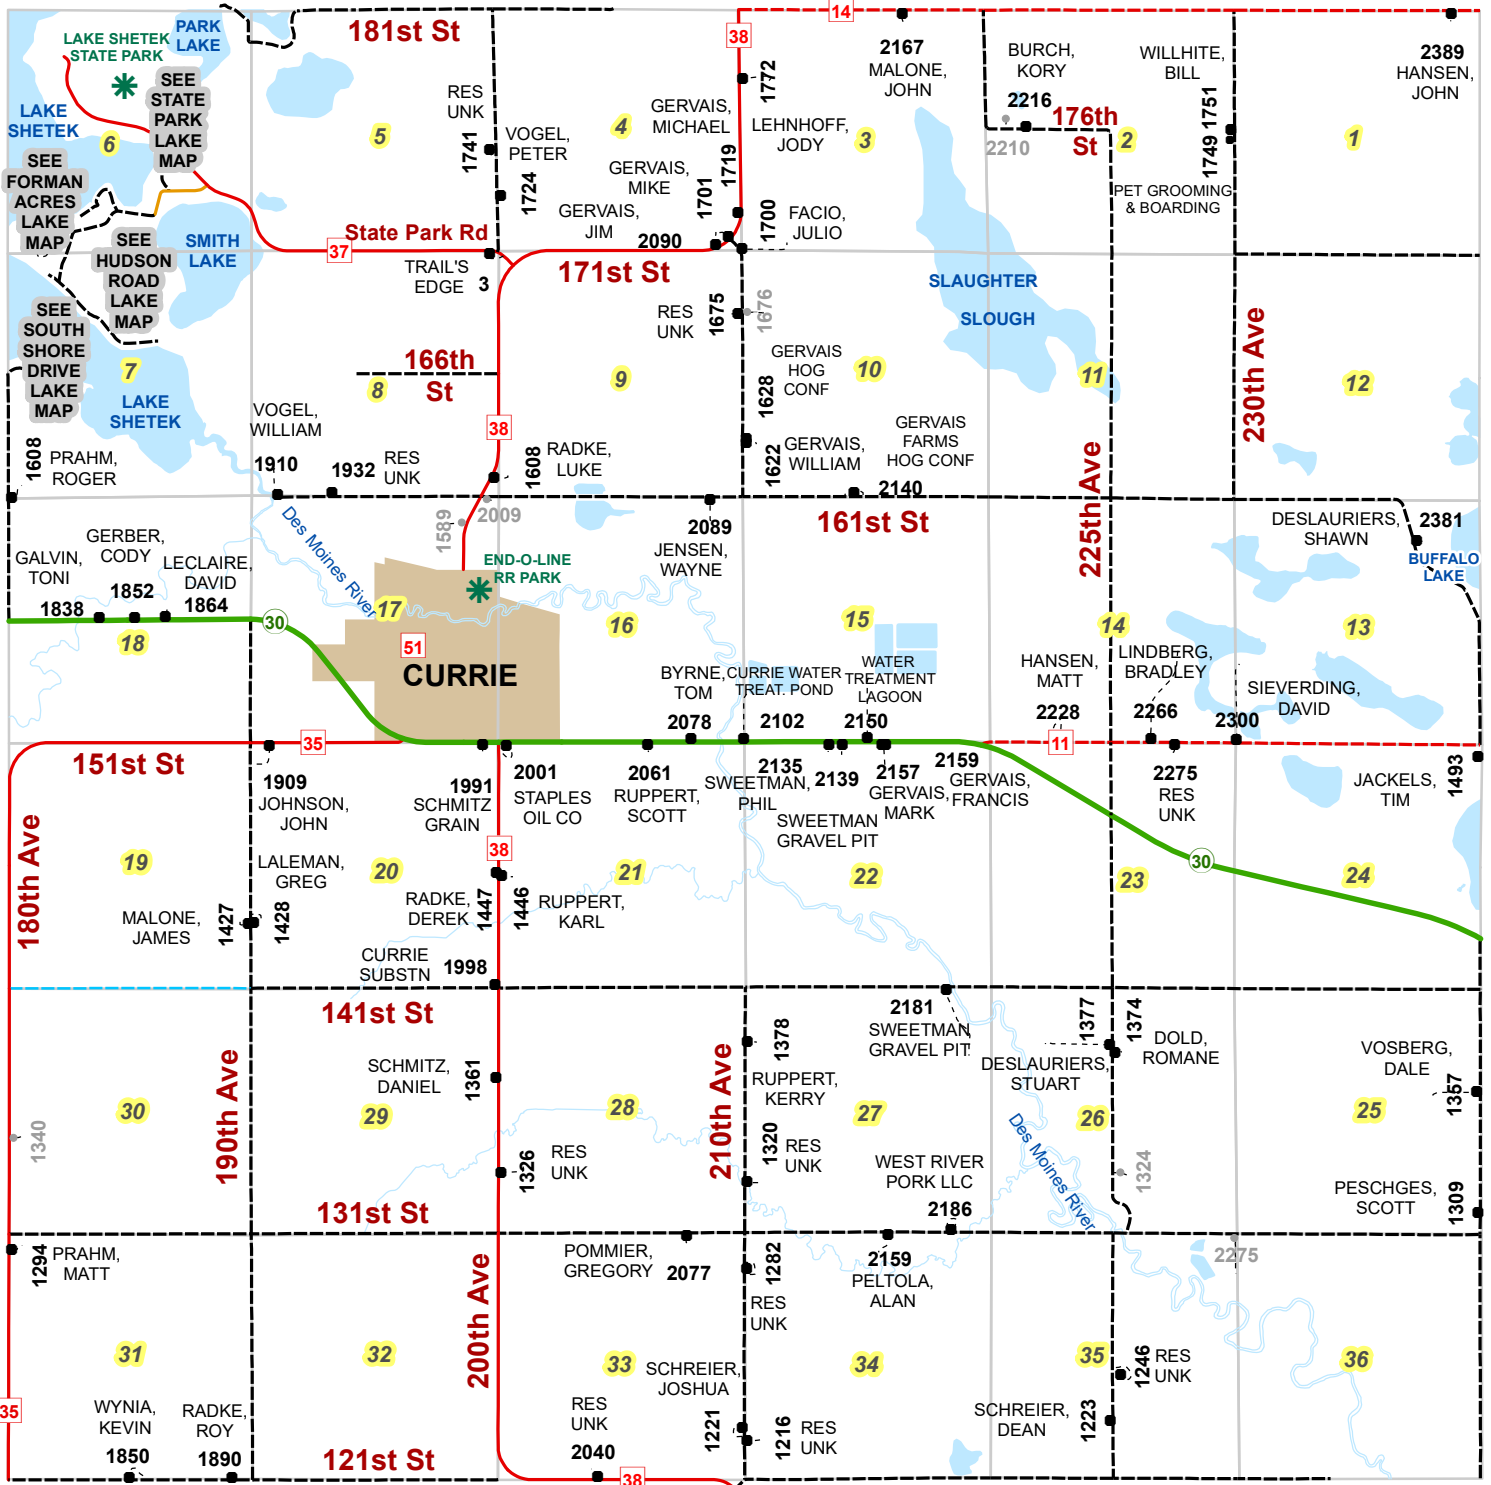 14
181st St
38
PARK
LAKE
LAKE SHETEK
STATE PARK
SEE
STATE
PARK
LAKE
MAP
LAKE
SHETEK
6
SEE
FORMAN
ACRES
LAKE
MAP
SEE
HUDSON
ROAD
LAKE
MAP
SMITH
LAKE
SEE
SOUTH
SHORE
DRIVE
LAKE
MAP
7
LAKE
SHETEK
5
RES
UNK
1741
VOGEL,
PETER
1724
4
GERVAIS,
MICHAEL
1772
1719
LEHNHOFF,
JODY
GERVAIS,
MIKE
1701
GERVAIS,
JIM
2090
1700
FACIO,
JULIO
2167
MALONE,
JOHN
3
BURCH,
KORY
2216
2210
176th
St
2
WILLHITE,
BILL
1751
1749
PET GROOMING
& BOARDING
2389
HANSEN,
JOHN
1
State Park Rd
37
TRAIL'S
EDGE 3
171st St
SLAUGHTER
SLOUGH
RES
UNK
1675
1676
166th
St
8
9
GERVAIS
HOG
CONF
1628
10
11
230th Ave
12
38
VOGEL,
WILLIAM
1910
1932
RES
UNK
1608
RADKE,
LUKE
1622
GERVAIS,
WILLIAM
GERVAIS
FARMS
HOG CONF
2140
1608
PRAHM,
ROGER
225th Ave
1589
2009
2089
JENSEN,
WAYNE
161st St
DESLAURIERS,
SHAWN
2381
BUFFALO
LAKE
Des Moines River
END-O-LINE
RR PARK
GALVIN,
TONI
1838
GERBER,
CODY
1852
LECLAIRE,
DAVID
1864
18
30
17
51
CURRIE
16
15
14
13
BYRNE,
TOM
2078
CURRIE WATER
TREAT. POND
2102
WATER
TREATMENT
LAGOON
2150
HANSEN,
MATT
2228
LINDBERG,
BRADLEY
2266
SIEVERDING,
DAVID
2300
11
35
151st St
1909
JOHNSON,
JOHN
1991
SCHMITZ
GRAIN
2001
STAPLES
OIL CO
2061
RUPPERT,
SCOTT
SWEETMAN,
PHIL
2135
2139
SWEETMAN
GRAVEL PIT
2157
GERVAIS,
MARK
2159
GERVAIS,
FRANCIS
2275
RES
UNK
JACKELS,
TIM
1493
180th Ave
19
LALEMAN,
GREG
20
38
21
22
23
30
24
MALONE,
JAMES
1427
1428
RADKE,
DEREK
1447
1446
RUPPERT,
KARL
CURRIE
SUBSTN
1998
141st St
2181
SWEETMAN
GRAVEL PIT
1377
1374
DOLD,
ROMANE
DESLAURIERS,
STUART
VOSBERG,
DALE
1357
190th Ave
SCHMITZ,
DANIEL
1361
210th Ave
1378
RUPPERT,
KERRY
30
29
28
27
26
25
1340
1326
RES
UNK
1320
RES
UNK
WEST RIVER
PORK LLC
2186
Des Moines River
1324
PESCHGES,
SCOTT
1309
131st St
1294
PRAHM,
MATT
200th Ave
POMMIER,
GREGORY
2077
1282
RES
UNK
2159
PELTOLA,
ALAN
2275
31
32
33
34
35
36
SCHREIER,
JOSHUA
1246
RES
UNK
35
WYNIA,
KEVIN
1850
RADKE,
ROY
1890
121st St
RES
UNK
2040
38
1221
1216
RES
UNK
SCHREIER,
DEAN
1223